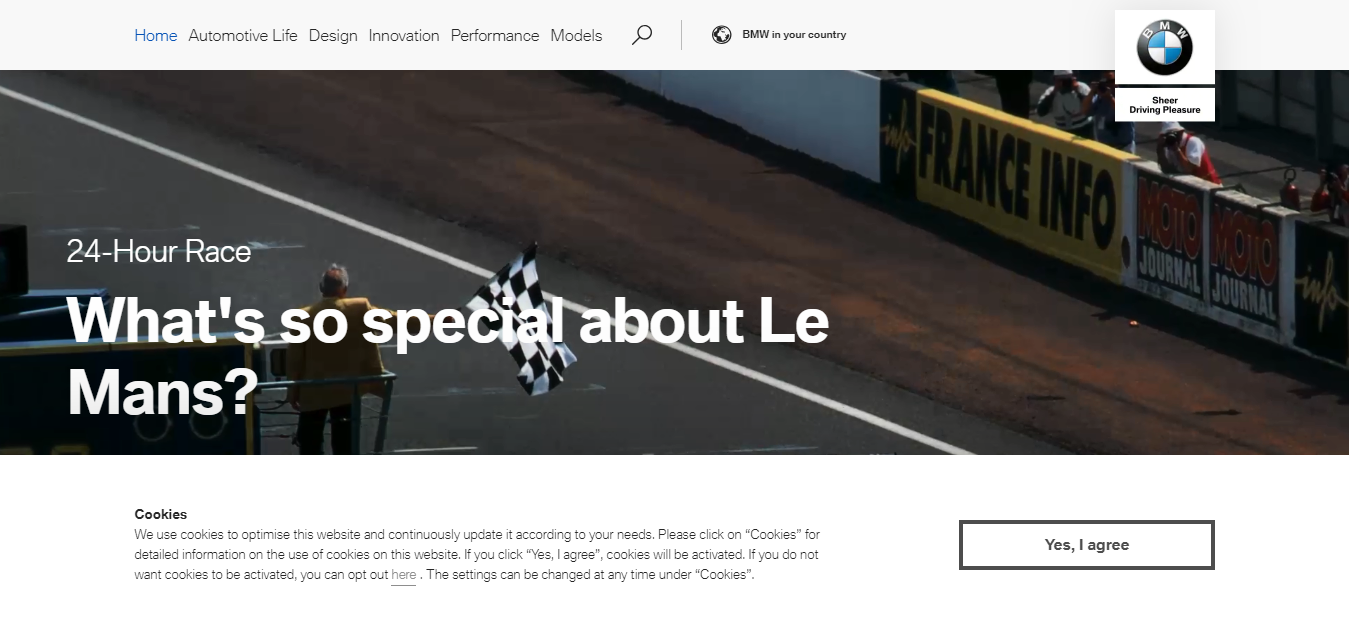 Home Automotive Life Design Innovation Performance Models
BMW in your country
BMW
Sheer
Driving Pleasure
info
FRANCE INFO
MOTO
JOURNAL
MOTO
JOURNAL
info
24-Hour Race
What's so special about Le
Mans?
Cookies
We use cookies to optimise this website and continuously update it according to your needs. Please click on “Cookies” for
detailed information on the use of cookies on this website. If you click “Yes, I agree”, cookies will be activated. If you do not
want cookies to be activated, you can opt out here . The settings can be changed at any time under “Cookies”.
Yes, I agree